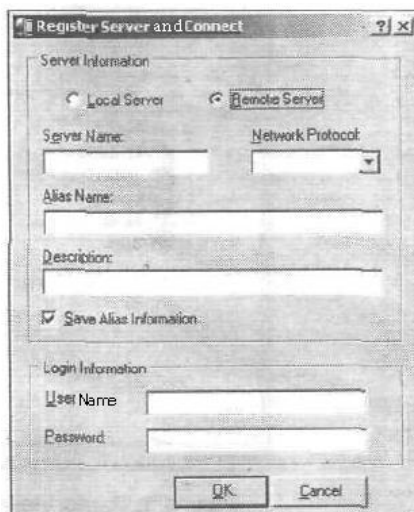 Register Server and Connect ? x
Server Information
Local Server Remote Server
Server Name: Network Protocol:
Alias Name:
Description:
Save Alias Information
Login Information
User Name
Password
OK Cancel